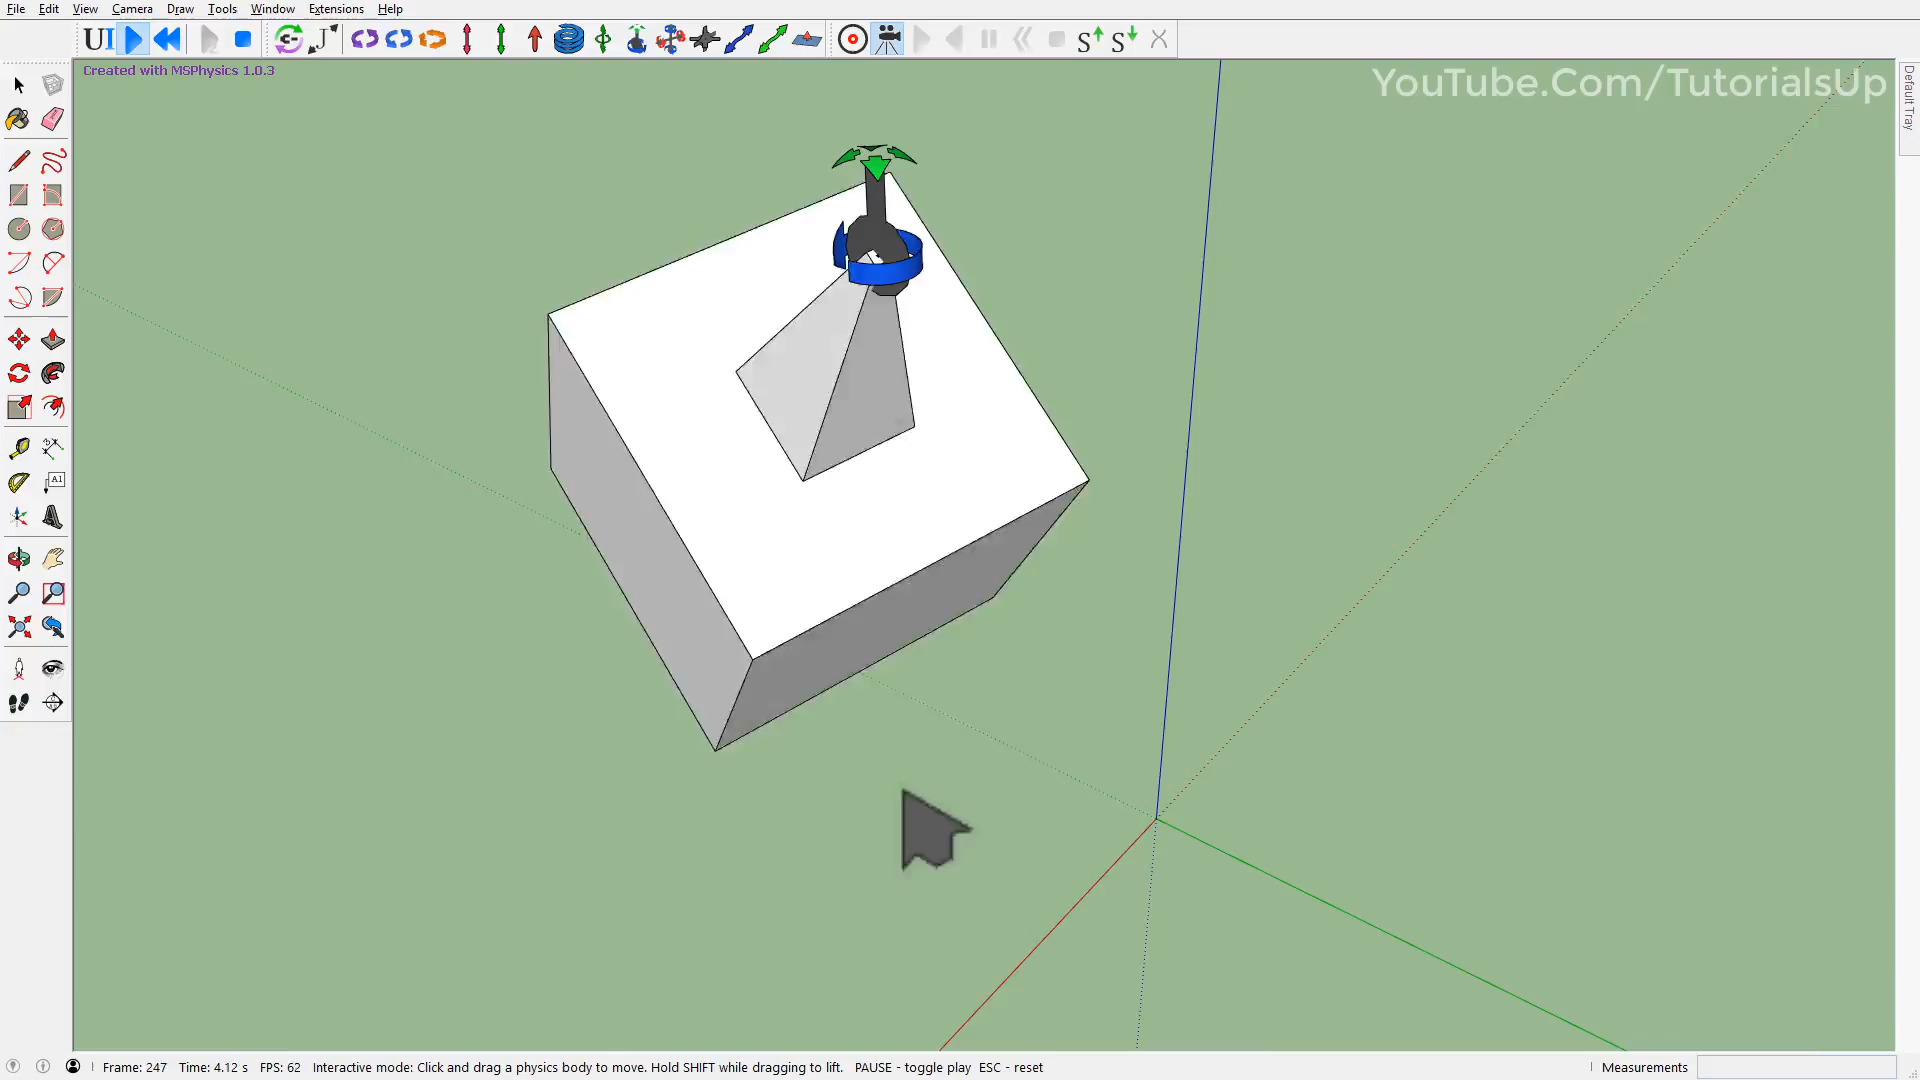 File Edit View Camera Draw Tools Window Extensions Help
UI
S S
Created with MSPhysics 1.0.3
YouTube.Com/TutorialsUp
Default Tray
A1
Frame: 247 Time: 4.12 s FPS: 62 Interactive mode: Click and drag a physics body to move. Hold SHIFT while dragging to lift. PAUSE - toggle play ESC - reset
Measurements